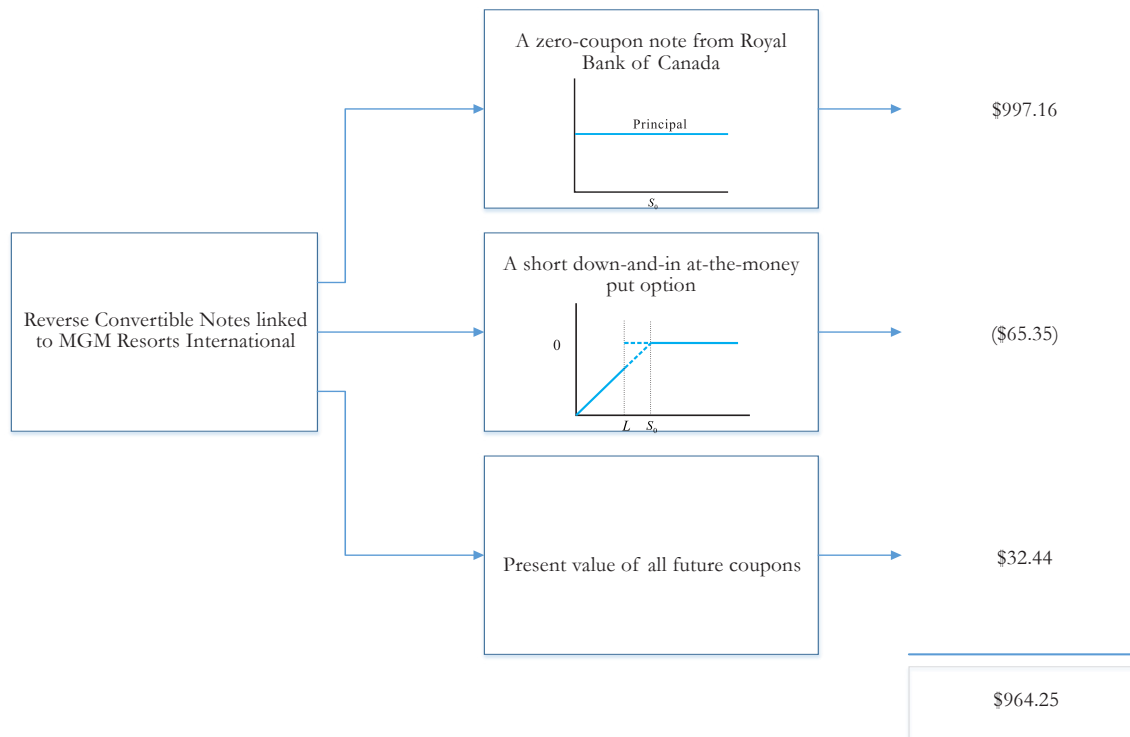 A zero-coupon note from Royal
Bank of Canada
Principal
S₀
$997.16
Reverse Convertible Notes linked
to MGM Resorts International
A short down-and-in at-the-money
put option
0
L S₀
($65.35)
Present value of all future coupons
$32.44
$964.25